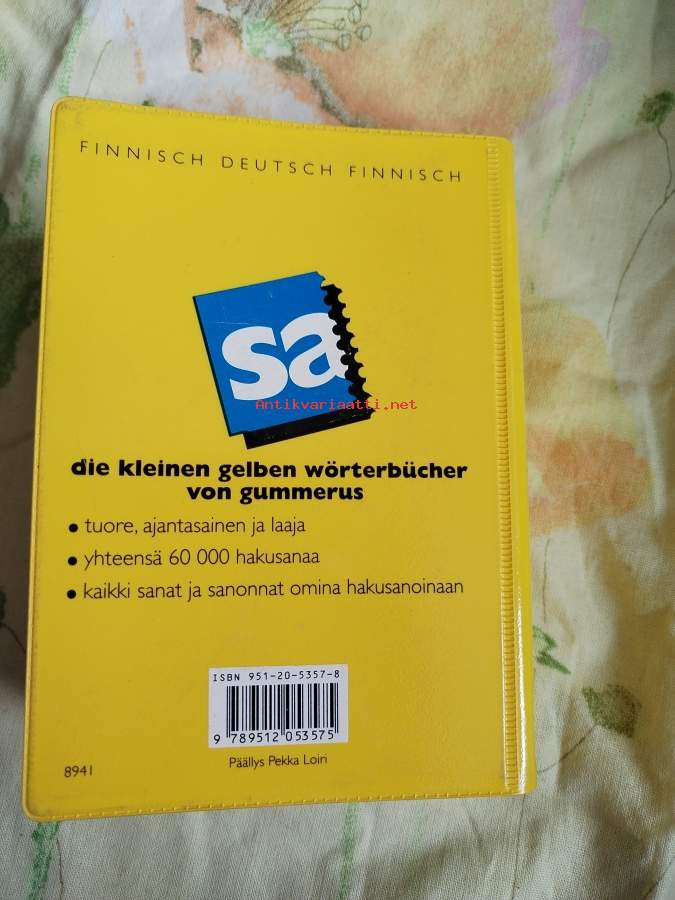 FINNISCH DEUTSCH FINNISCH
sa
Antikvariaatti.net
die kleinen gelben wörterbücher
von gummerus
• tuore, ajantasainen ja laaja
• yhteensä 60 000 hakusanaa
• kaikki sanat ja sanonnat omina hakusanoinaan
ISBN 951-20-5357-8
9 789512 053575
Päällys Pekka Loiri
8941